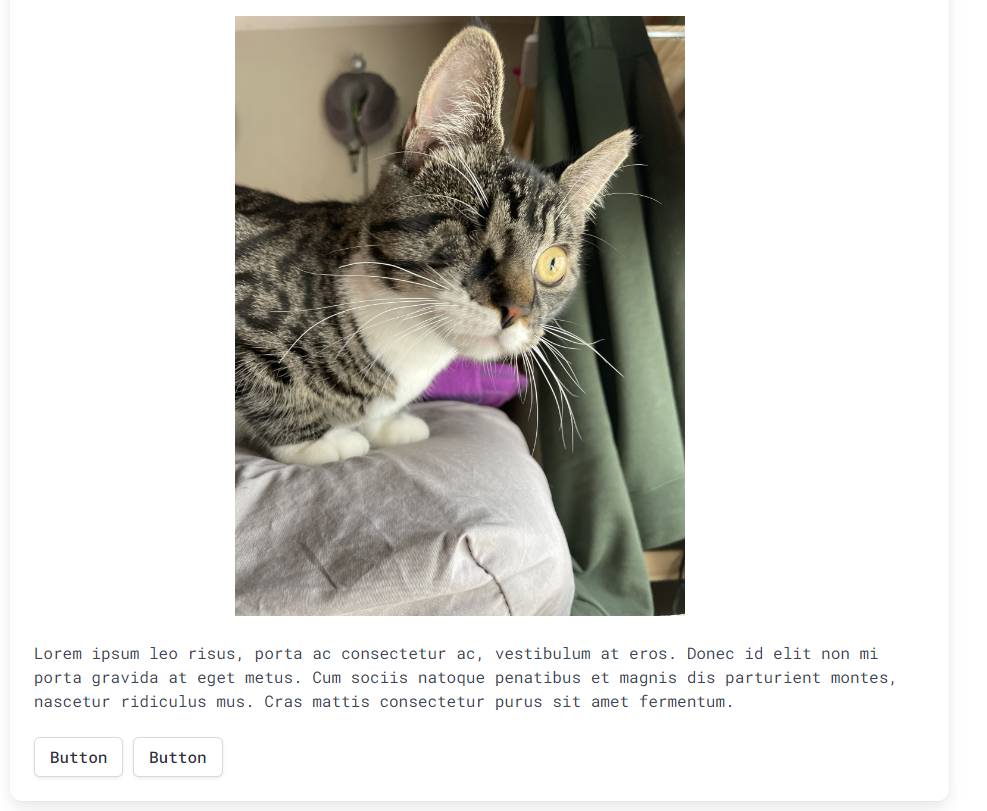 Lorem ipsum leo risus, porta ac consectetur ac, vestibulum at eros. Donec id elit non mi
porta gravida at eget metus. Cum sociis natoque penatibus et magnis dis parturient montes,
nascetur ridiculus mus. Cras mattis consectetur purus sit amet fermentum.
Button Button